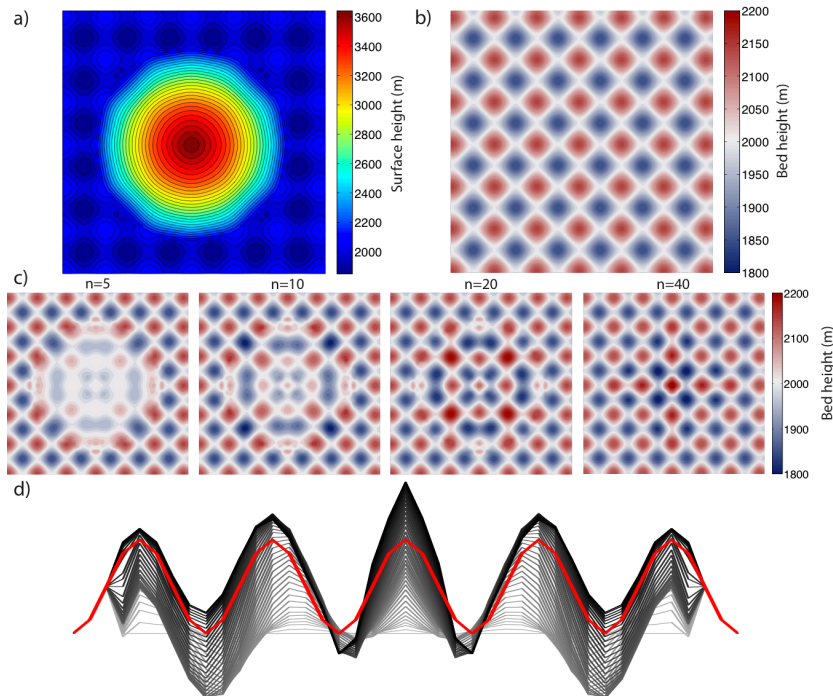 a)
3600
3400
3200
3000
2800
2600
2400
2200
2000
Surface height (m)
b)
2200
2150
2100
2050
2000
1950
1900
1850
1800
Bed height (m)
c)
n=5
n=10
n=20
n=40
2200
2100
2000
1900
1800
Bed height (m)
d)